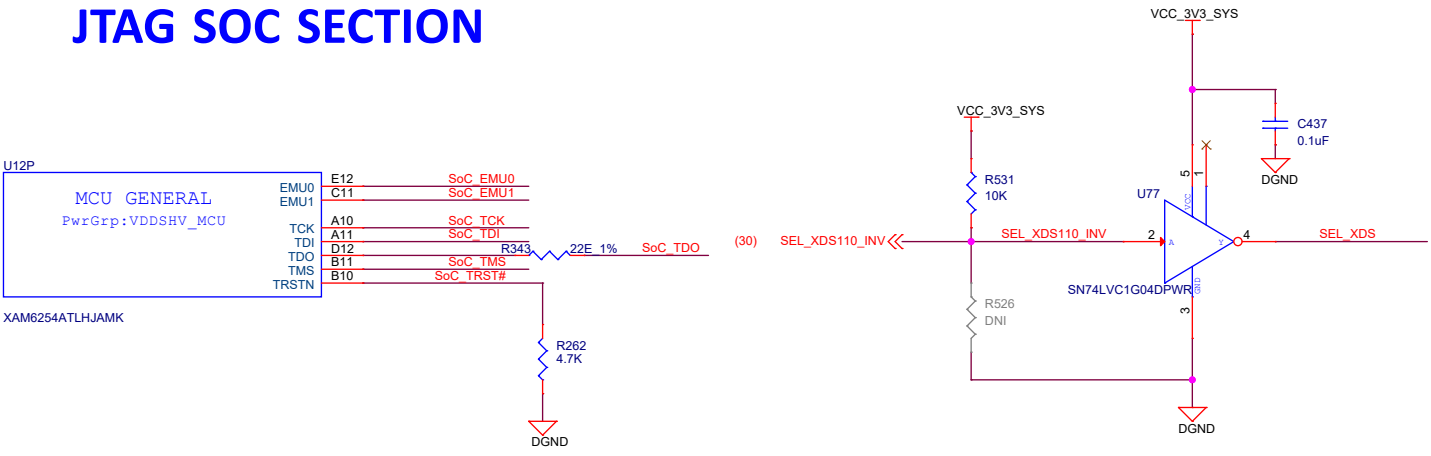 JTAG SOC SECTION
VCC_3V3_SYS
C437
0.1uF
DGND
VCC_3V3_SYS
R531
10K
U77
5
1
VCC
(30)
SEL_XDS110_INV
SEL_XDS110_INV
2
A
Y
4
SEL_XDS
SN74LVC1G04DPWR
GND
3
R526
DNI
DGND
U12P
MCU GENERAL
PwrGrp:VDDSHV_MCU
EMU0
E12
SoC_EMU0
EMU1
C11
SoC_EMU1
TCK
A10
SoC_TCK
TDI
A11
SoC_TDI
TDO
D12
R343
22E_1%
SoC_TDO
TMS
B11
SoC_TMS
TRSTN
B10
SoC_TRST#
XAM6254ATLHJAMK
R262
4.7K
DGND